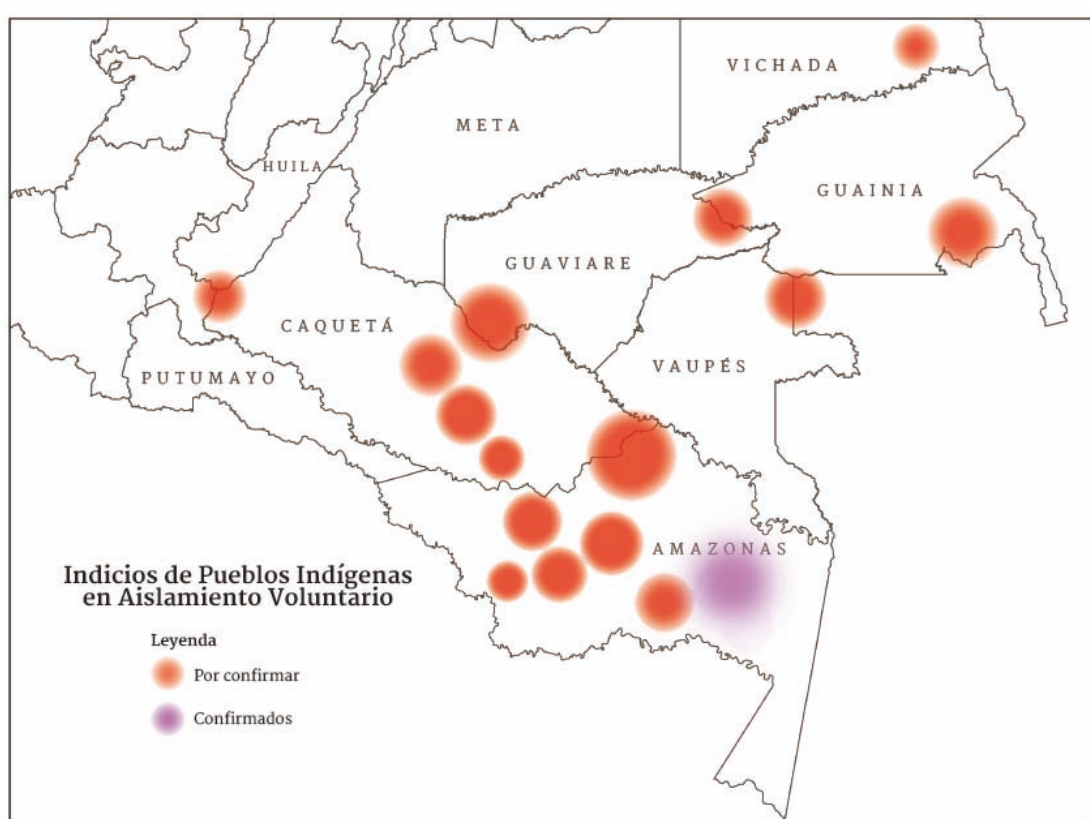 VICHADA
META
HUILA
GUAINIA
GUAVIARE
CAQUETÁ
VAUPÉS
PUTUMAYO
AMAZONAS
Indicios de Pueblos Indígenas
en Aislamiento Voluntario
Leyenda
Por confirmar
Confirmados